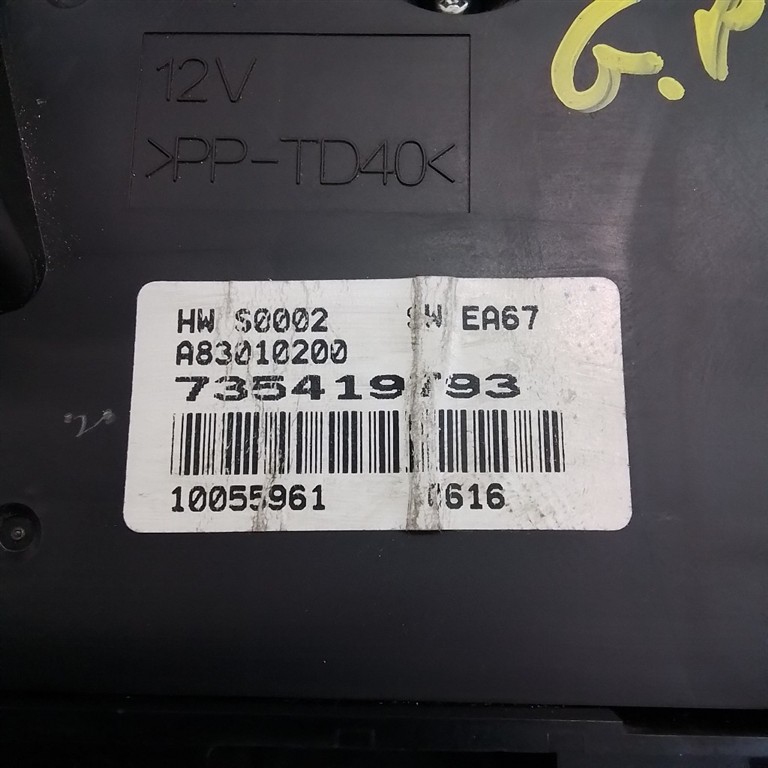 12V
>PP-TD40<
G.P
HW S0002 SW EA67
A83010200
735419793
10055961 0616